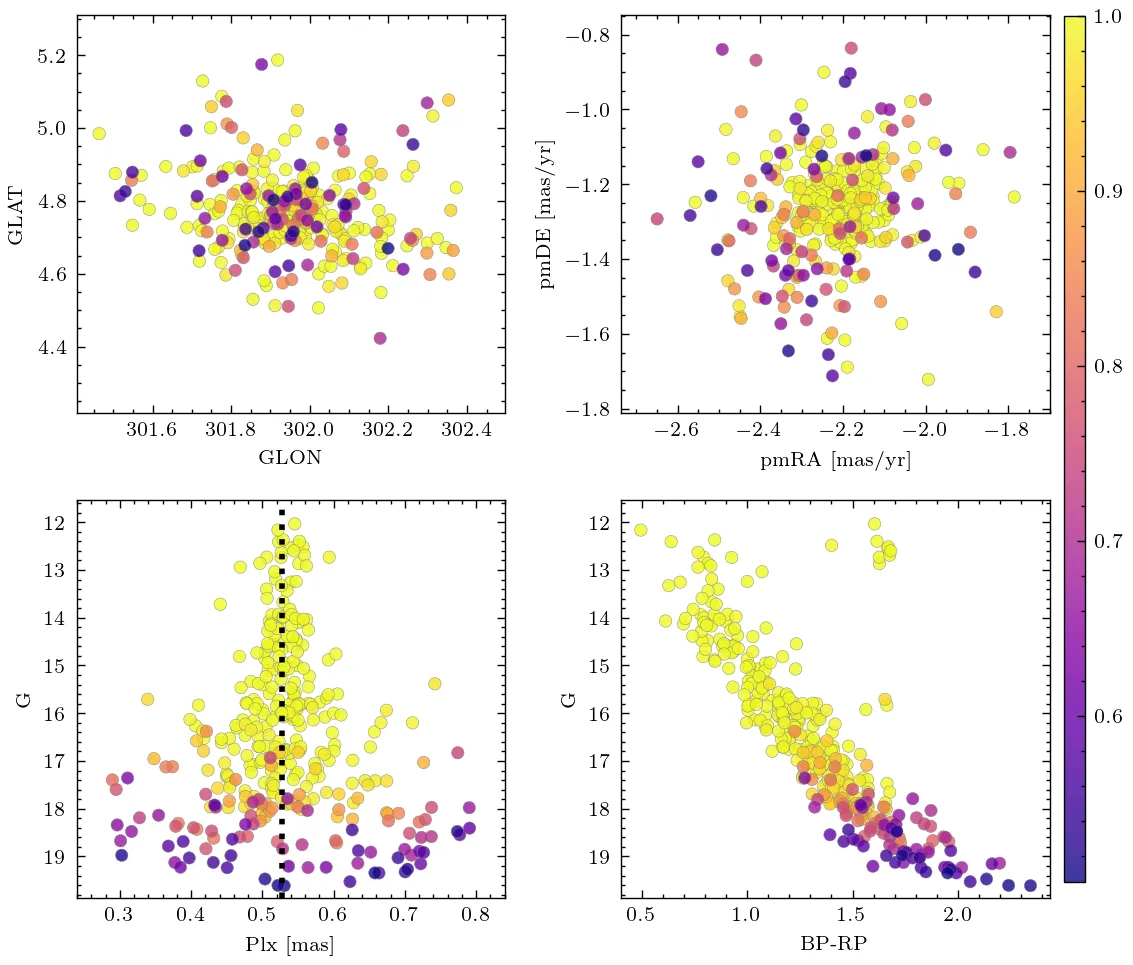 5.2
5.0
4.8
4.6
4.4
GLAT
301.6 301.8 302.0 302.2 302.4
GLON
−0.8
−1.0
−1.2
−1.4
−1.6
−1.8
pmDE [mas/yr]
−2.6 −2.4 −2.2 −2.0 −1.8
pmRA [mas/yr]
1.0
0.9
0.8
0.7
0.6
12
13
14
15
16
17
18
19
G
0.3 0.4 0.5 0.6 0.7 0.8
Plx [mas]
12
13
14
15
16
17
18
19
G
0.5 1.0 1.5 2.0
BP-RP